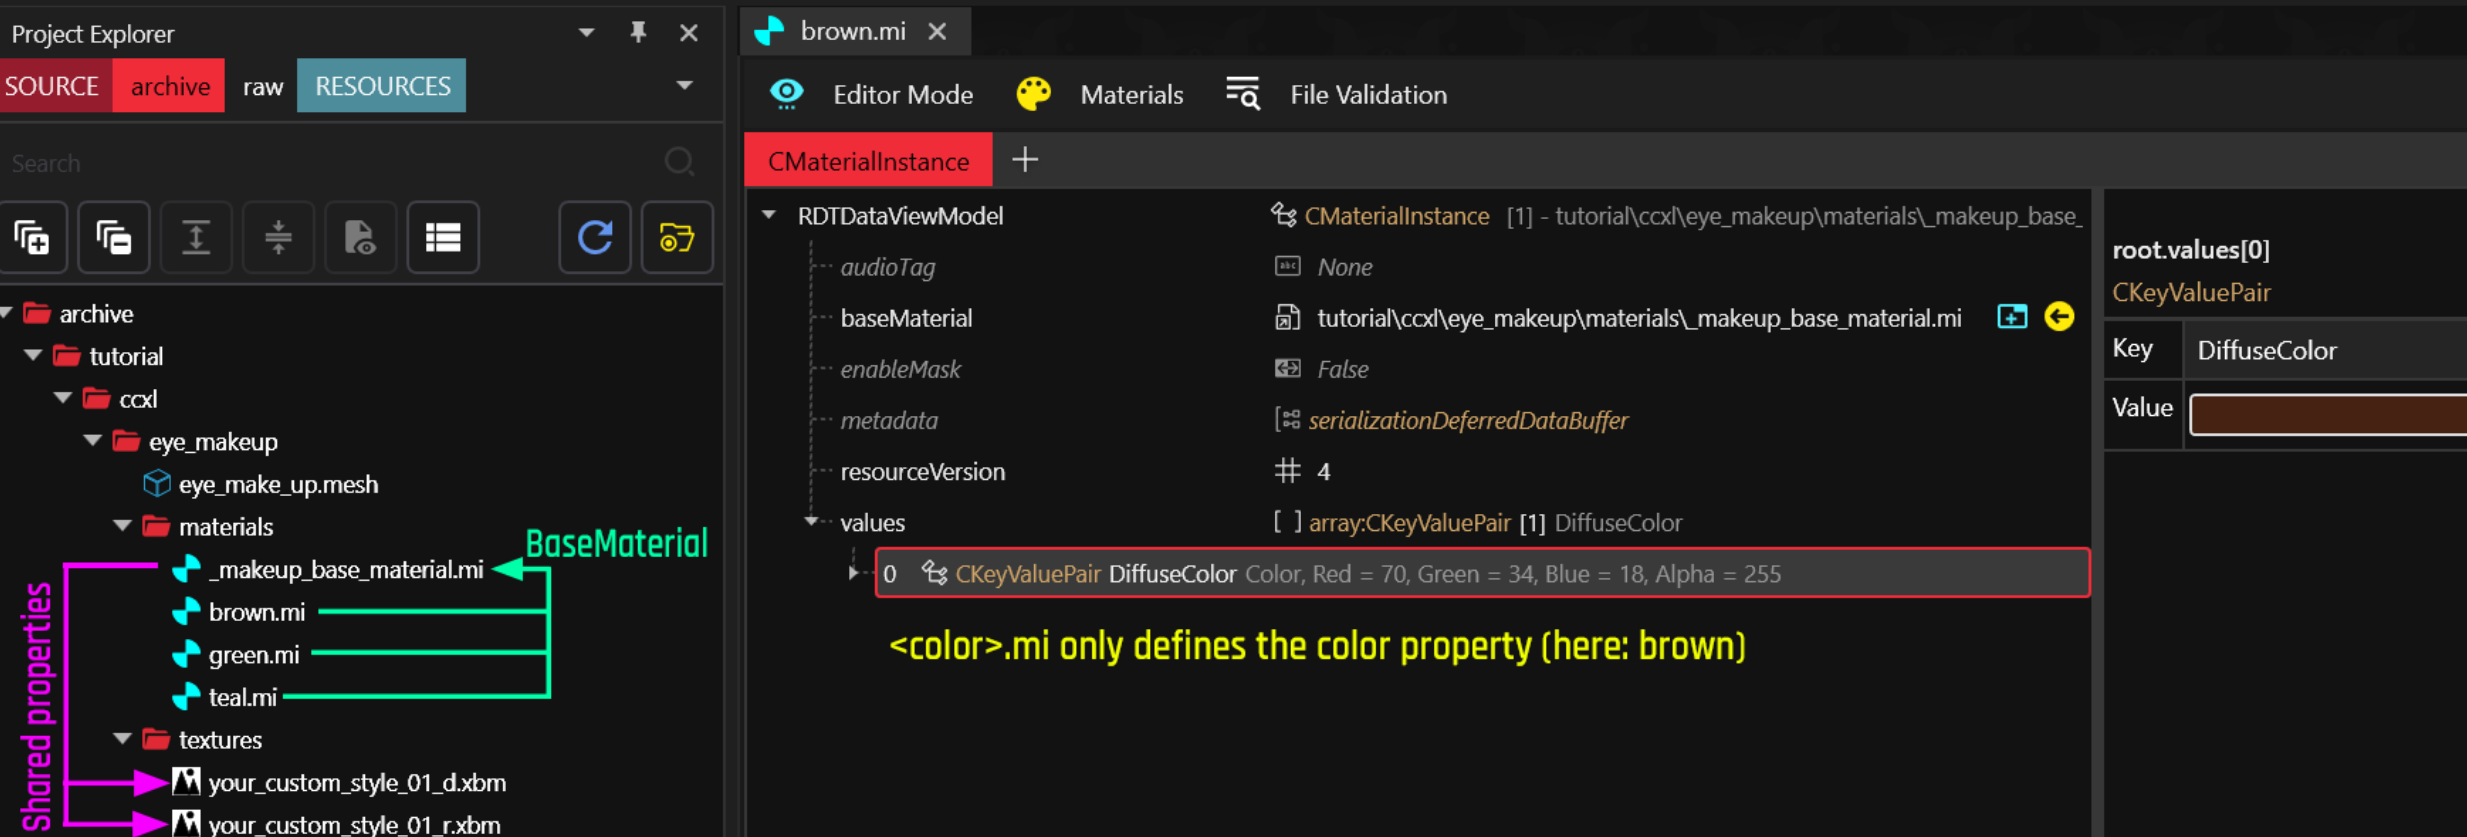 Project Explorer
SOURCE archive raw RESOURCES
Search
archive
tutorial
ccxl
eye_makeup
eye_make_up.mesh
materials
BaseMaterial
_makeup_base_material.mi
brown.mi
green.mi
teal.mi
textures
your_custom_style_01_d.xbm
your_custom_style_01_r.xbm
Shared properties
brown.mi
Editor Mode Materials File Validation
CMaterialInstance
RDTDataViewModel CMaterialInstance [1] - tutorial\ccxl\eye_makeup\materials\_makeup_base_
audioTag abc None
baseMaterial tutorial\ccxl\eye_makeup\materials\_makeup_base_material.mi
enableMask False
metadata serializationDeferredDataBuffer
resourceVersion 4
values [ ] array:CKeyValuePair [1] DiffuseColor
0 CKeyValuePair DiffuseColor Color, Red = 70, Green = 34, Blue = 18, Alpha = 255
<color>.mi only defines the color property (here: brown)
root.values[0]
CKeyValuePair
Key DiffuseColor
Value